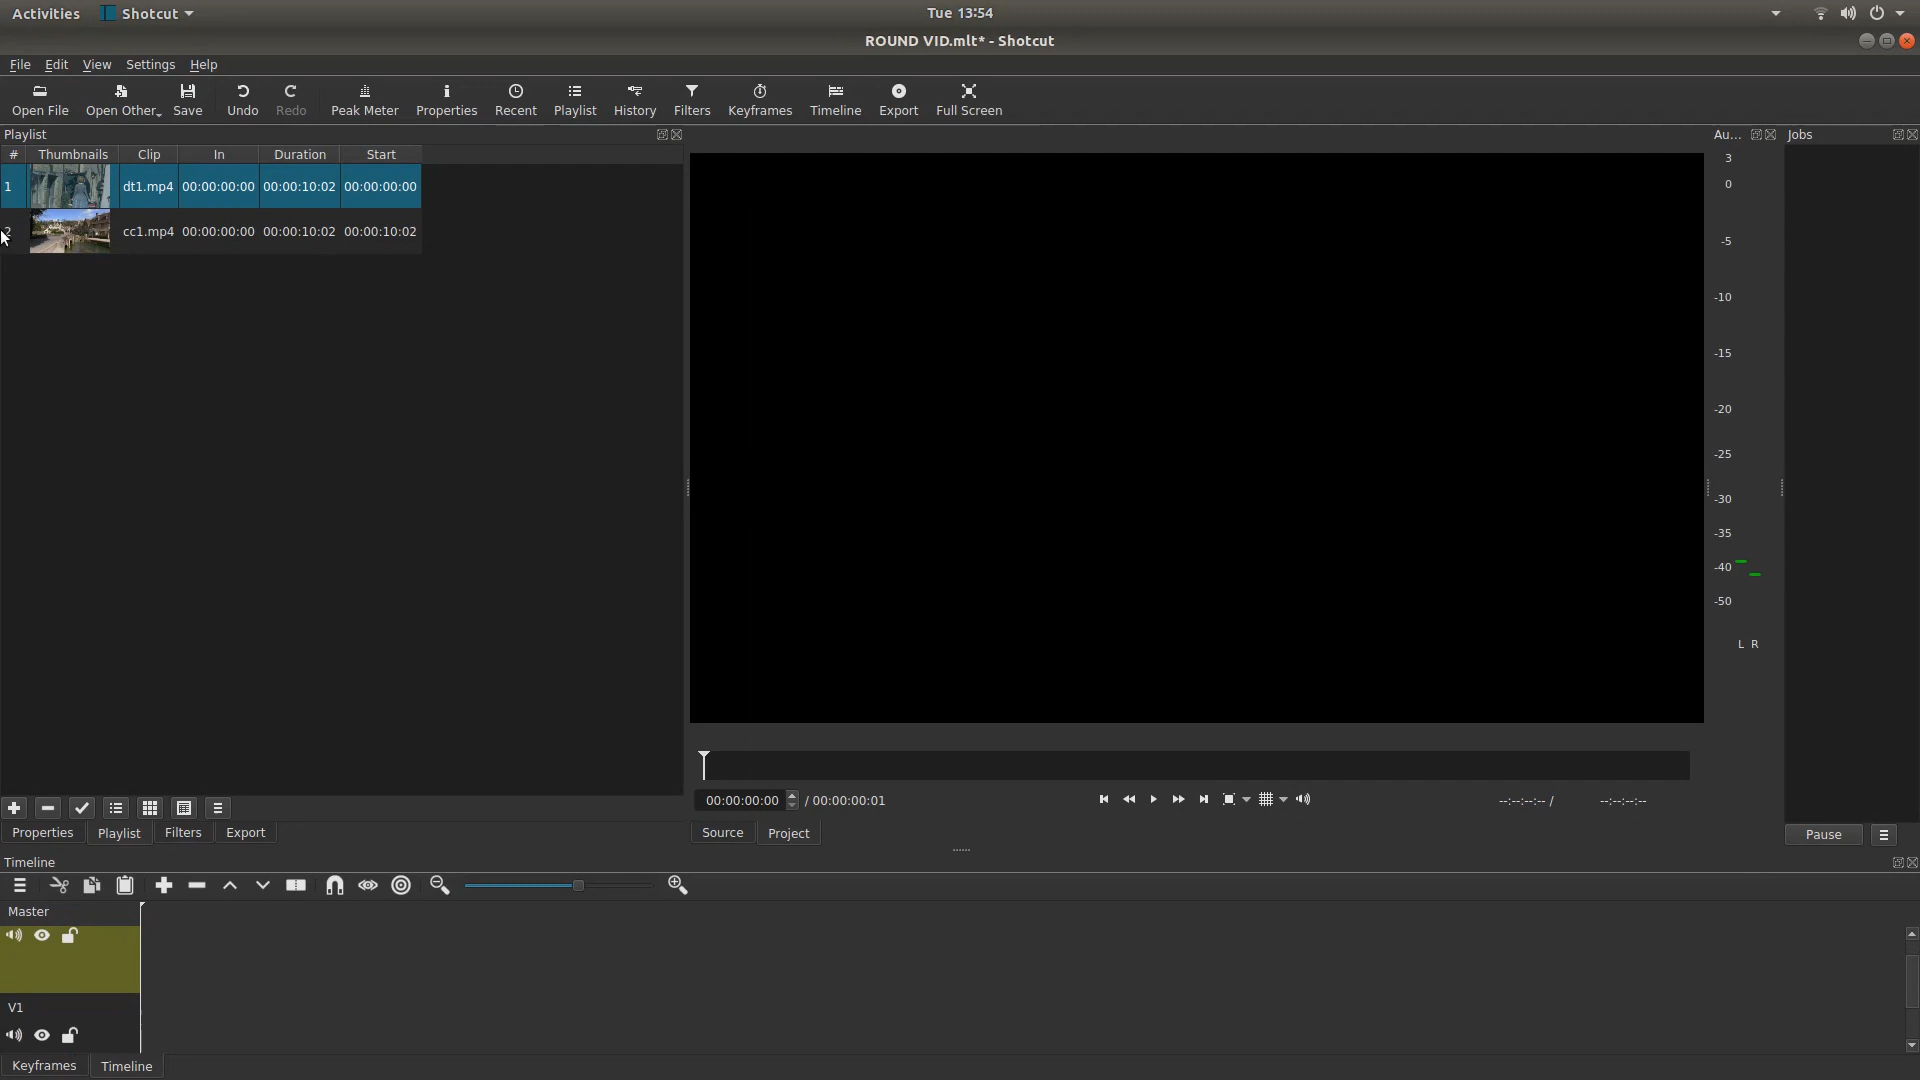 Activities Shotcut Tue 13:54
ROUND VID.mlt* - Shotcut
File Edit View Settings Help
Open File Open Other Save Undo Redo Peak Meter Properties Recent Playlist History Filters Keyframes Timeline Export Full Screen
Playlist Au... Jobs
# Thumbnails Clip In Duration Start
1 dt1.mp4 00:00:00:00 00:00:10:02 00:00:00:00
2 cc1.mp4 00:00:00:00 00:00:10:02 00:00:10:02
3
0
-5
-10
-15
-20
-25
-30
-35
-40
-50
L R
00:00:00:00 / 00:00:00:01 --:--:--:-- / --:--:--:--
Properties Playlist Filters Export Source Project Pause
Timeline
Master
V1
Keyframes Timeline